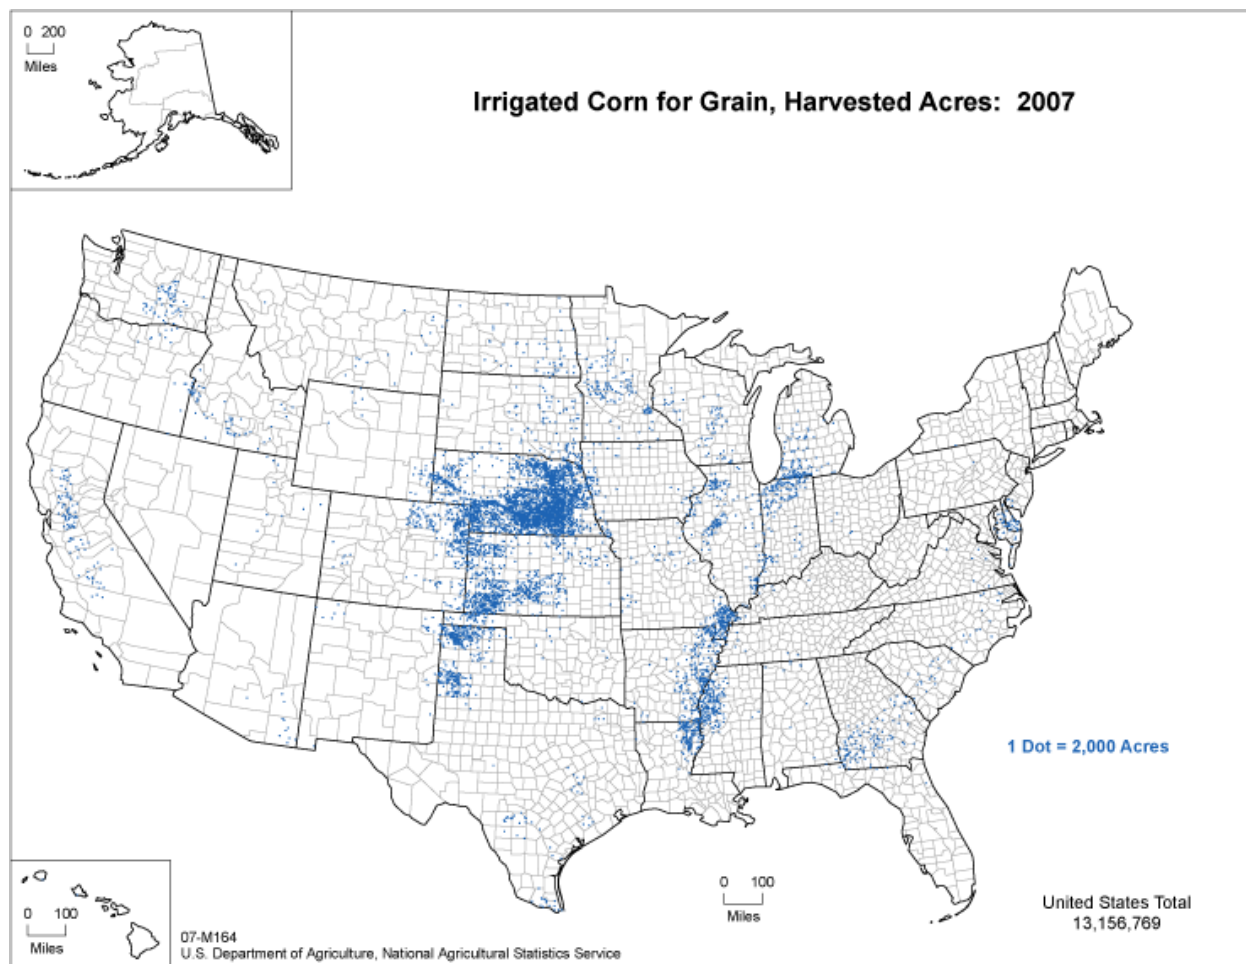 0 200
Miles
Irrigated Corn for Grain, Harvested Acres: 2007
1 Dot = 2,000 Acres
0 100
Miles
0 100
Miles
United States Total
13,156,769
07-M164
U.S. Department of Agriculture, National Agricultural Statistics Service